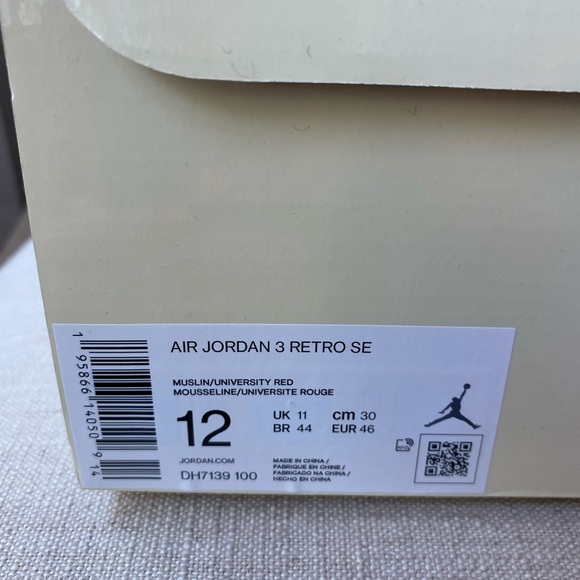 AIR JORDAN 3 RETRO SE
MUSLIN/UNIVERSITY RED
MOUSSELINE/UNIVERSITE ROUGE
12
UK 11 cm 30
BR 44 EUR 46
JORDAN.COM
DH7139 100
MADE IN CHINA/
FABRIQUE EN CHINE/
FABRICADO NA CHINA/
HECHO EN CHINA
1 95866 14050 9 14